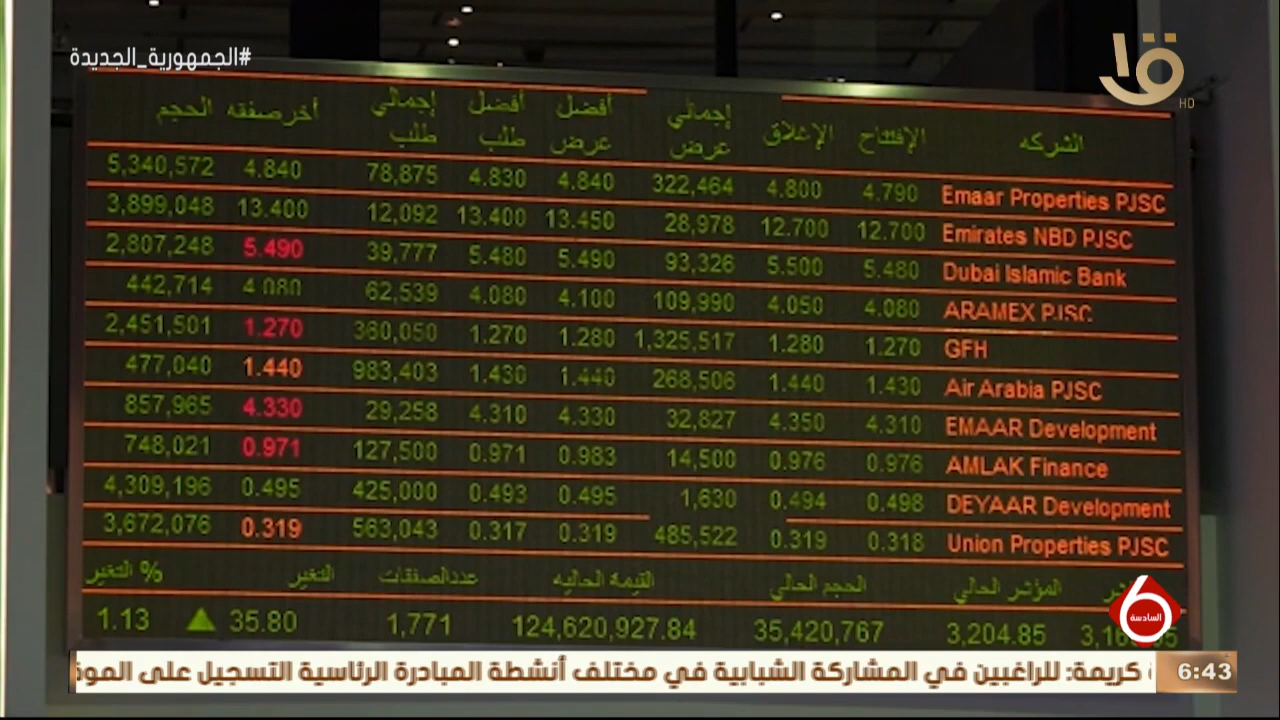 #الجمهورية_الجديدة
HD
الشركه الإفتتاح الإغلاق إجمالي عرض أفضل عرض أفضل طلب إجمالي طلب أخرصفقه الحجم
Emaar Properties PJSC 4.790 4.800 322,464 4.840 4.830 78,875 4.840 5,340,572
Emirates NBD PJSC 12.700 12.700 28,978 13.450 13.400 12,092 13.400 3,899,048
Dubai Islamic Bank 5.480 5.500 93,326 5.490 5.480 39,777 5.490 2,807,248
ARAMEX PJSC 4.080 4.050 109,990 4.100 4.080 62,539 4.080 442,714
GFH 1.270 1.280 1,325,517 1.280 1.270 360,050 1.270 2,451,501
Air Arabia PJSC 1.430 1.440 268,506 1.440 1.430 983,403 1.440 477,040
EMAAR Development 4.310 4.350 32,827 4.330 4.310 29,258 4.330 857,965
AMLAK Finance 0.976 0.976 14,500 0.983 0.971 127,500 0.971 748,021
DEYAAR Development 0.498 0.494 1,630 0.495 0.493 425,000 0.495 4,309,196
Union Properties PJSC 0.318 0.319 485,522 0.319 0.317 563,043 0.319 3,672,076
المؤشر الحالي الحجم الحالي القيمة الحاليه عددالصفقات التغير % التغير
3,204.85 35,420,767 124,620,927.84 1,771 35.80 1.13
6 السادسة
كريمة: للراغبين في المشاركة الشبابية في مختلف أنشطة المبادرة الرئاسية التسجيل على
6:43